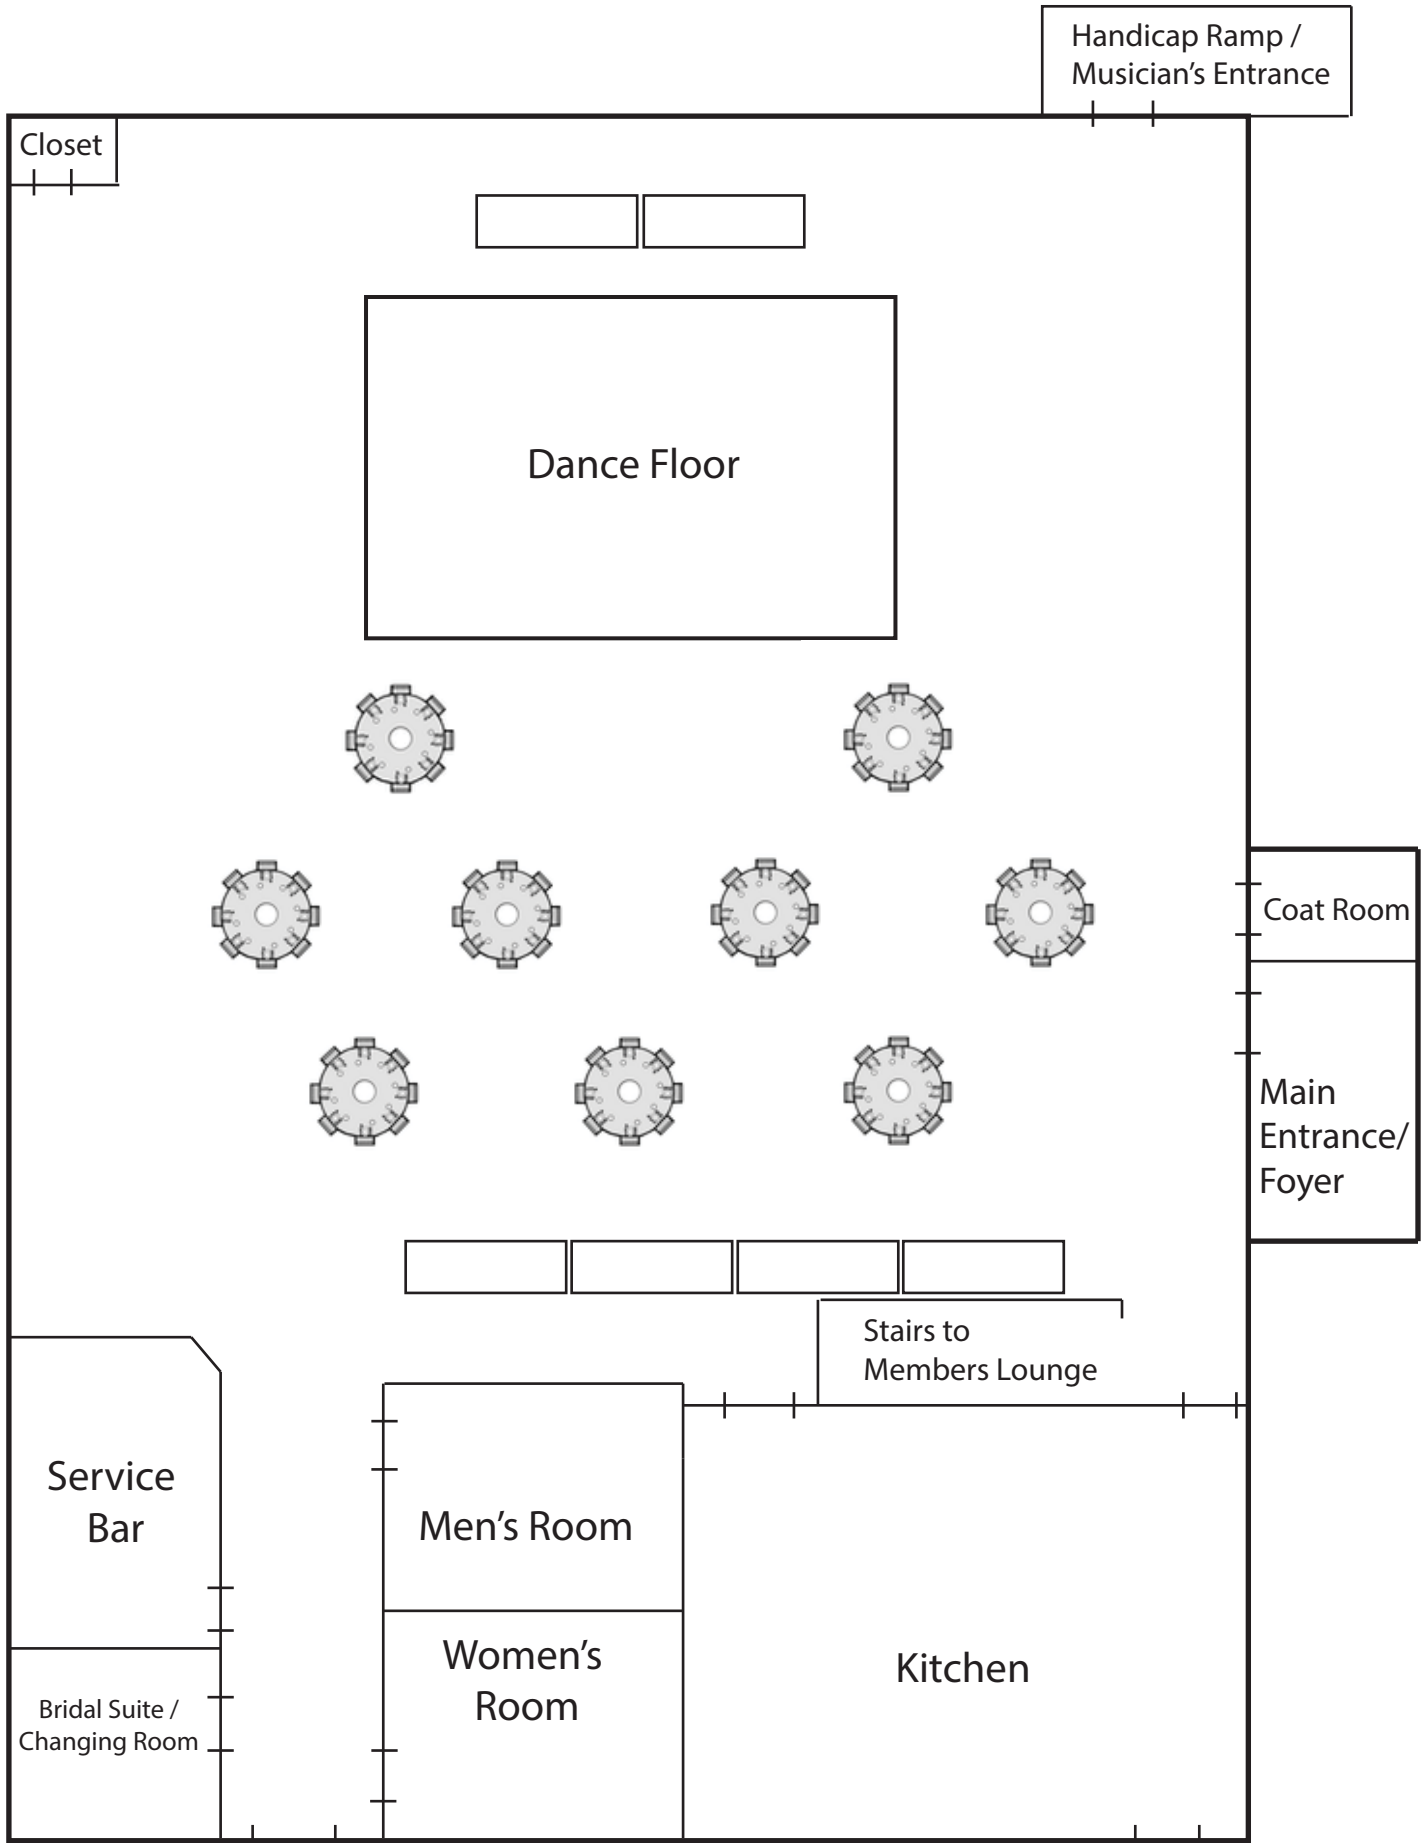 Handicap Ramp /
Musician’s Entrance
Closet
Dance Floor
Coat Room
Main
Entrance/
Foyer
Stairs to
Members Lounge
Service
Bar
Men’s Room
Women’s
Room
Kitchen
Bridal Suite /
Changing Room